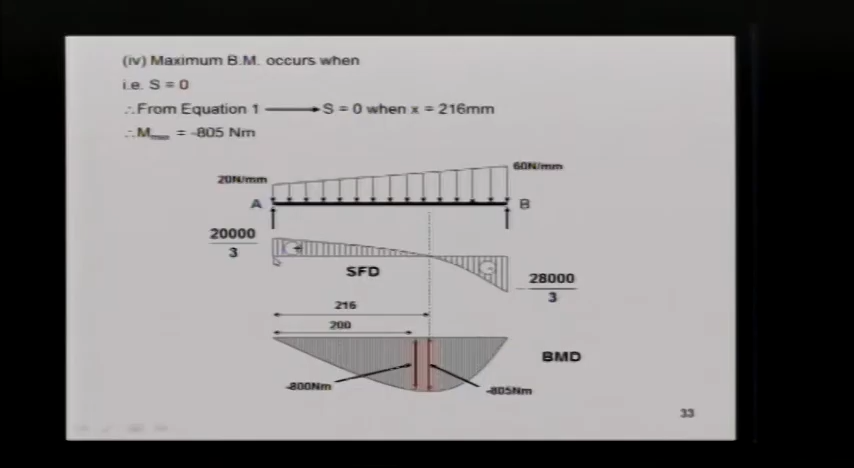 (iv) Maximum B.M. occurs when
i.e. S = 0
∴From Equation 1 ⟶ S = 0 when x = 216mm
∴Mmax = -805 Nm
60N/mm
20N/mm
A
B
20000
3
+
SFD
-
28000
3
216
200
BMD
-800Nm
-805Nm
33